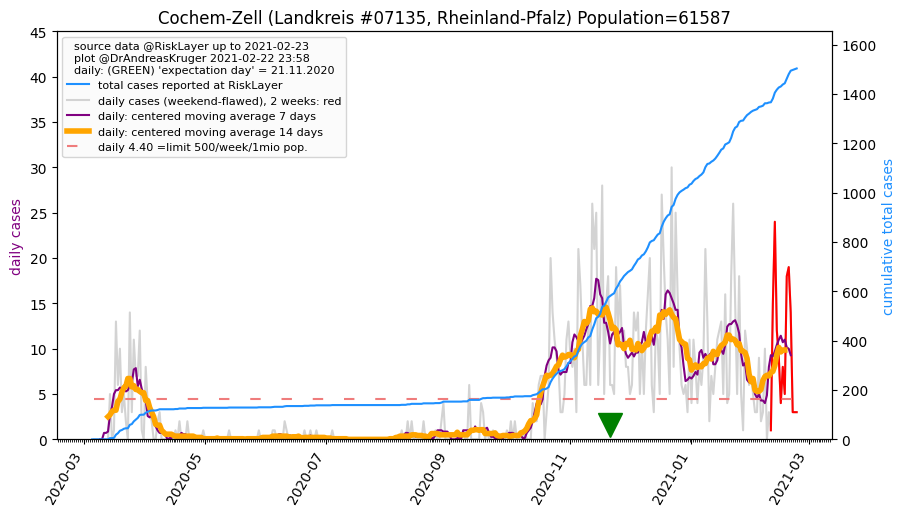 Cochem-Zell (Landkreis #07135, Rheinland-Pfalz) Population=61587
source data @RiskLayer up to 2021-02-23
plot @DrAndreasKruger 2021-02-22 23:58
daily: (GREEN) 'expectation day' = 21.11.2020
total cases reported at RiskLayer
daily cases (weekend-flawed), 2 weeks: red
daily: centered moving average 7 days
daily: centered moving average 14 days
daily 4.40 =limit 500/week/1mio pop.
daily cases
45
40
35
30
25
20
15
10
5
0
cumulative total cases
1600
1400
1200
1000
800
600
400
200
0
2020-03
2020-05
2020-07
2020-09
2020-11
2021-01
2021-03